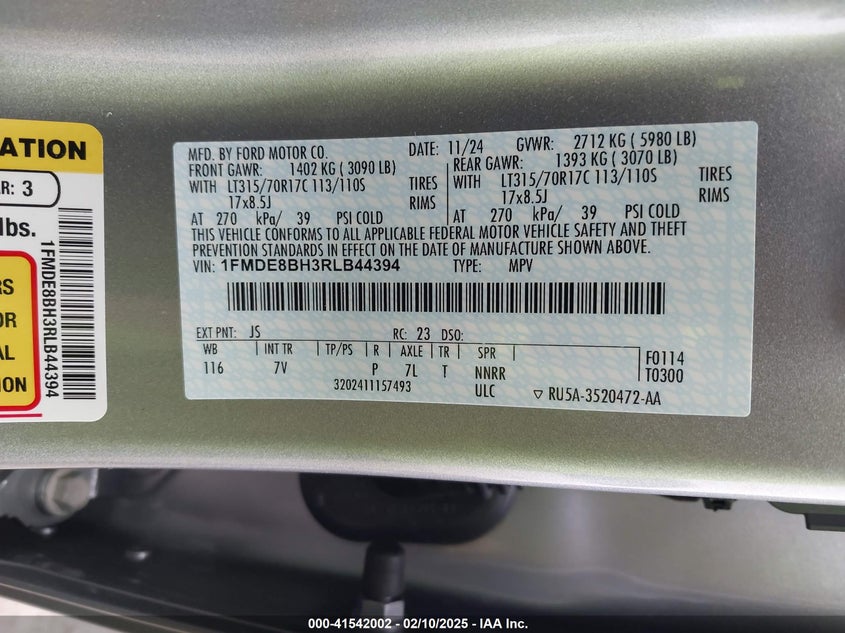 ATION
AR: 3
lbs.
RS
OR
AL
ION
1FMDE8BH3RLB44394
MFD. BY FORD MOTOR CO. DATE: 11/24 GVWR: 2712 KG ( 5980 LB)
FRONT GAWR: 1402 KG ( 3090 LB) REAR GAWR: 1393 KG ( 3070 LB)
WITH LT315/70R17C 113/110S TIRES WITH LT315/70R17C 113/110S TIRES
17x8.5J RIMS 17x8.5J RIMS
AT 270 kPa/ 39 PSI COLD AT 270 kPa/ 39 PSI COLD
THIS VEHICLE CONFORMS TO ALL APPLICABLE FEDERAL MOTOR VEHICLE SAFETY AND THEFT
PREVENTION STANDARDS IN EFFECT ON THE DATE OF MANUFACTURE SHOWN ABOVE.
VIN: 1FMDE8BH3RLB44394 TYPE: MPV
EXT PNT: JS RC: 23 DSO:
WB INT TR TP/PS R AXLE TR SPR F0114
116 7V P 7L T NNRR T0300
3202411157493 ULC ▽ RU5A-3520472-AA
000-41542002 - 02/10/2025 - IAA Inc.